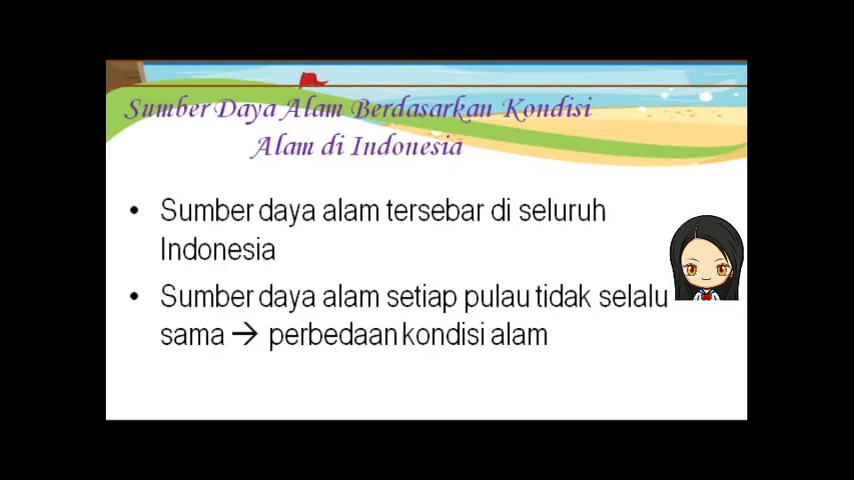 Sumber Daya Alam Berdasarkan Kondisi
Alam di Indonesia
• Sumber daya alam tersebar di seluruh
Indonesia
• Sumber daya alam setiap pulau tidak selalu
sama → perbedaan kondisi alam